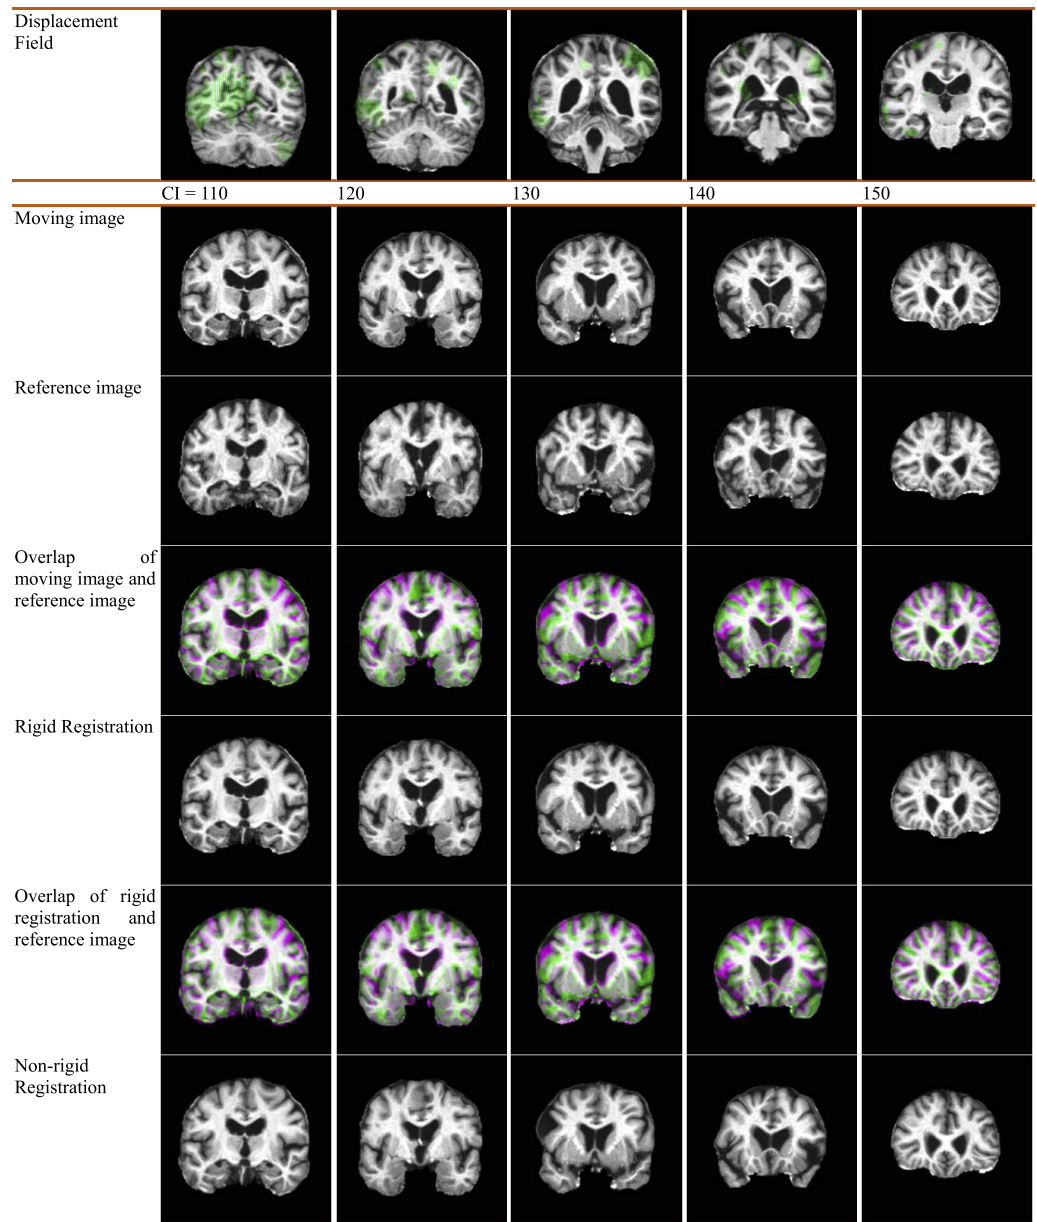 Displacement
Field
CI = 110 120 130 140 150
Moving image
Reference image
Overlap of
moving image and
reference image
Rigid Registration
Overlap of rigid
registration and
reference image
Non-rigid
Registration